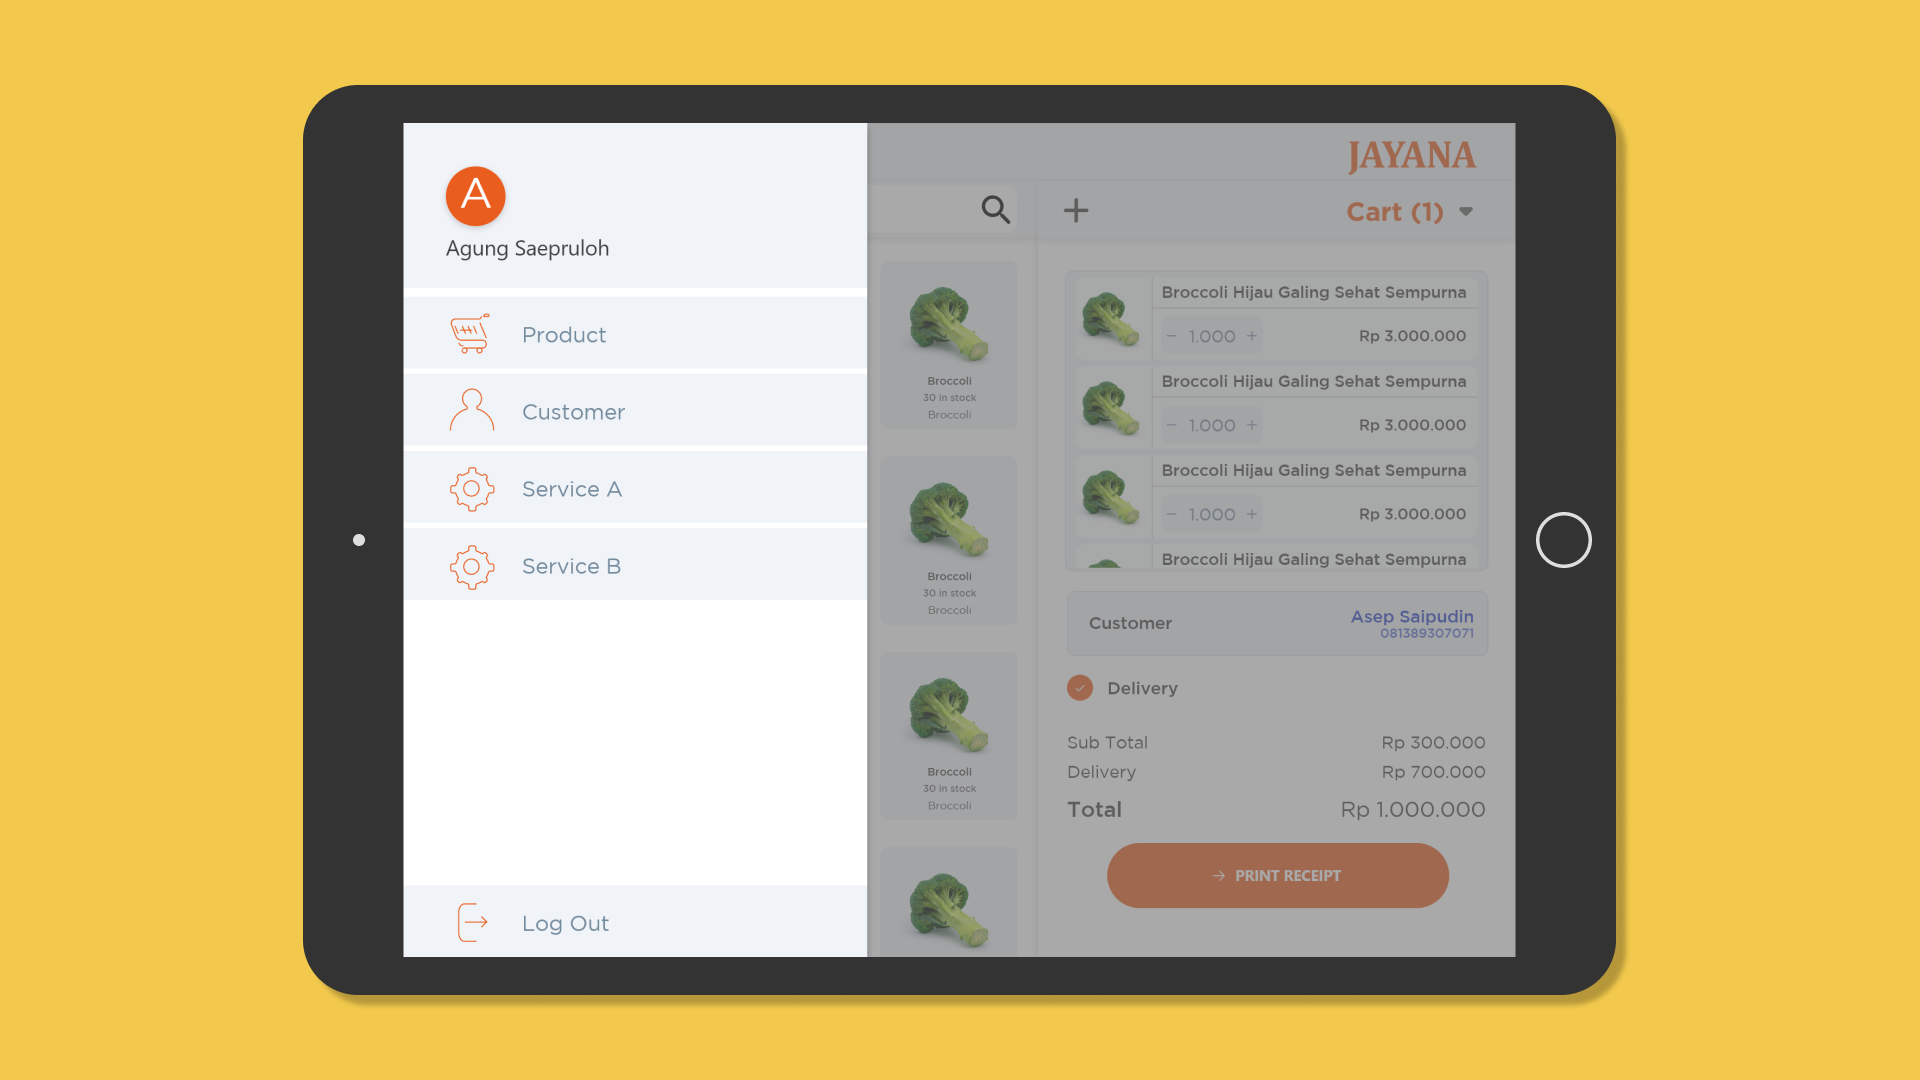 A
Agung Saepruloh
Product
Customer
Service A
Service B
Log Out
Broccoli
30 in stock
Broccoli
Broccoli
30 in stock
Broccoli
Broccoli
30 in stock
Broccoli
JAYANA
Cart (1)
Broccoli Hijau Galing Sehat Sempurna
− 1.000 + Rp 3.000.000
Broccoli Hijau Galing Sehat Sempurna
− 1.000 + Rp 3.000.000
Broccoli Hijau Galing Sehat Sempurna
− 1.000 + Rp 3.000.000
Broccoli Hijau Galing Sehat Sempurna
Customer Asep Saipudin
081389307071
Delivery
Sub Total Rp 300.000
Delivery Rp 700.000
Total Rp 1.000.000
PRINT RECEIPT